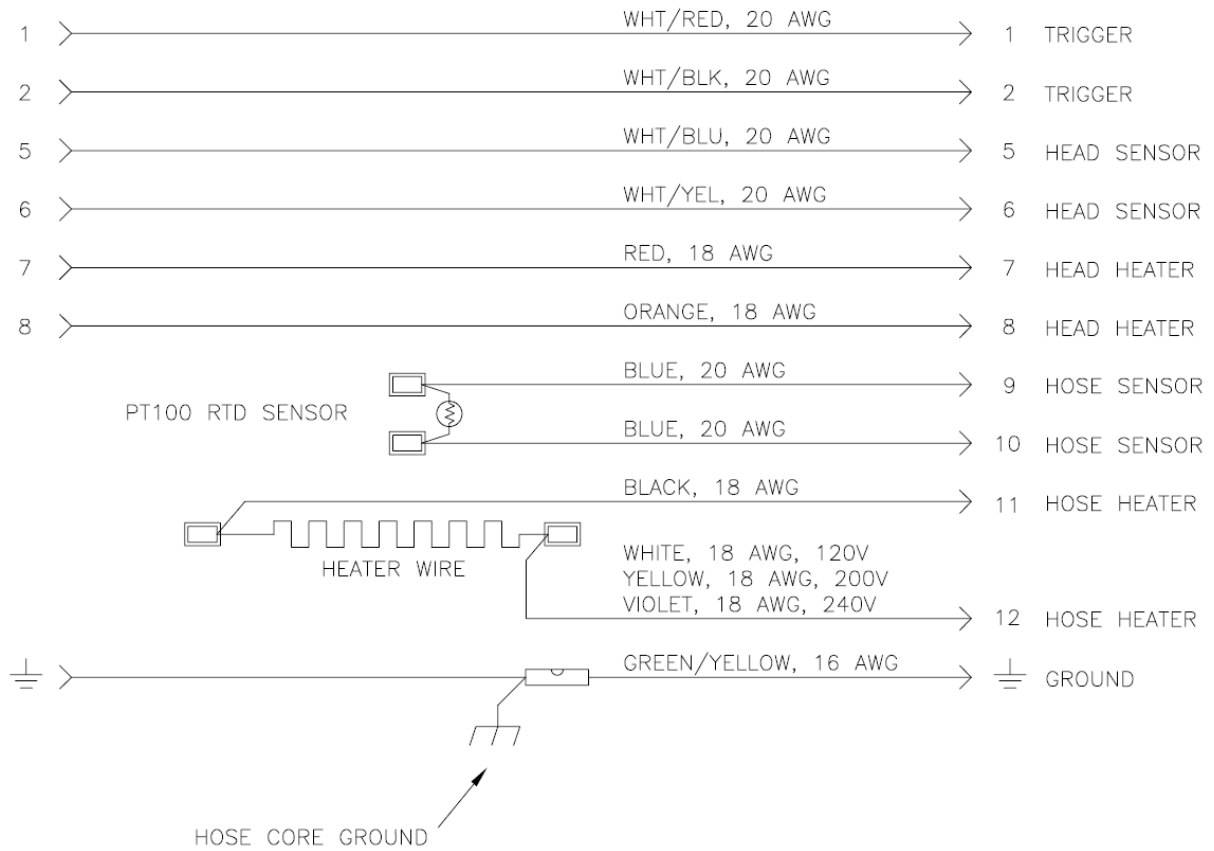 1 WHT/RED, 20 AWG 1 TRIGGER
2 WHT/BLK, 20 AWG 2 TRIGGER
5 WHT/BLU, 20 AWG 5 HEAD SENSOR
6 WHT/YEL, 20 AWG 6 HEAD SENSOR
7 RED, 18 AWG 7 HEAD HEATER
8 ORANGE, 18 AWG 8 HEAD HEATER
BLUE, 20 AWG 9 HOSE SENSOR
PT100 RTD SENSOR
BLUE, 20 AWG 10 HOSE SENSOR
BLACK, 18 AWG 11 HOSE HEATER
HEATER WIRE
WHITE, 18 AWG, 120V
YELLOW, 18 AWG, 200V
VIOLET, 18 AWG, 240V
12 HOSE HEATER
GREEN/YELLOW, 16 AWG GROUND
HOSE CORE GROUND